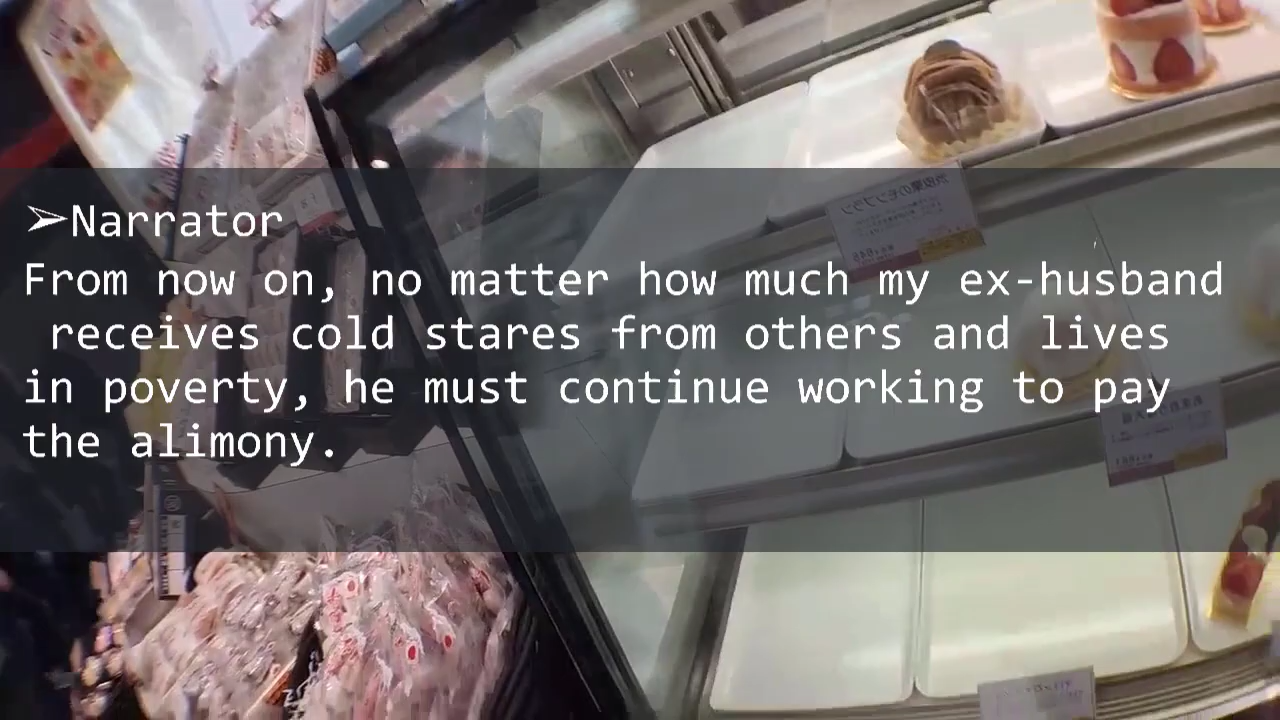 ➢Narrator
From now on, no matter how much my ex-husband
receives cold stares from others and lives
in poverty, he must continue working to pay
the alimony.